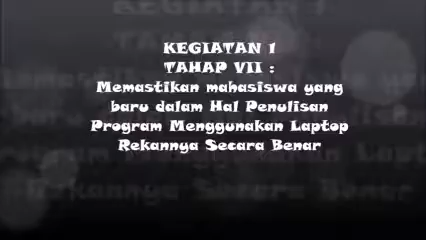 KEGIATAN 1
TAHAP VII :
Memastikan mahasiswa yang
baru dalam Hal Penulisan
Program Menggunakan Laptop
Rekannya Secara Benar